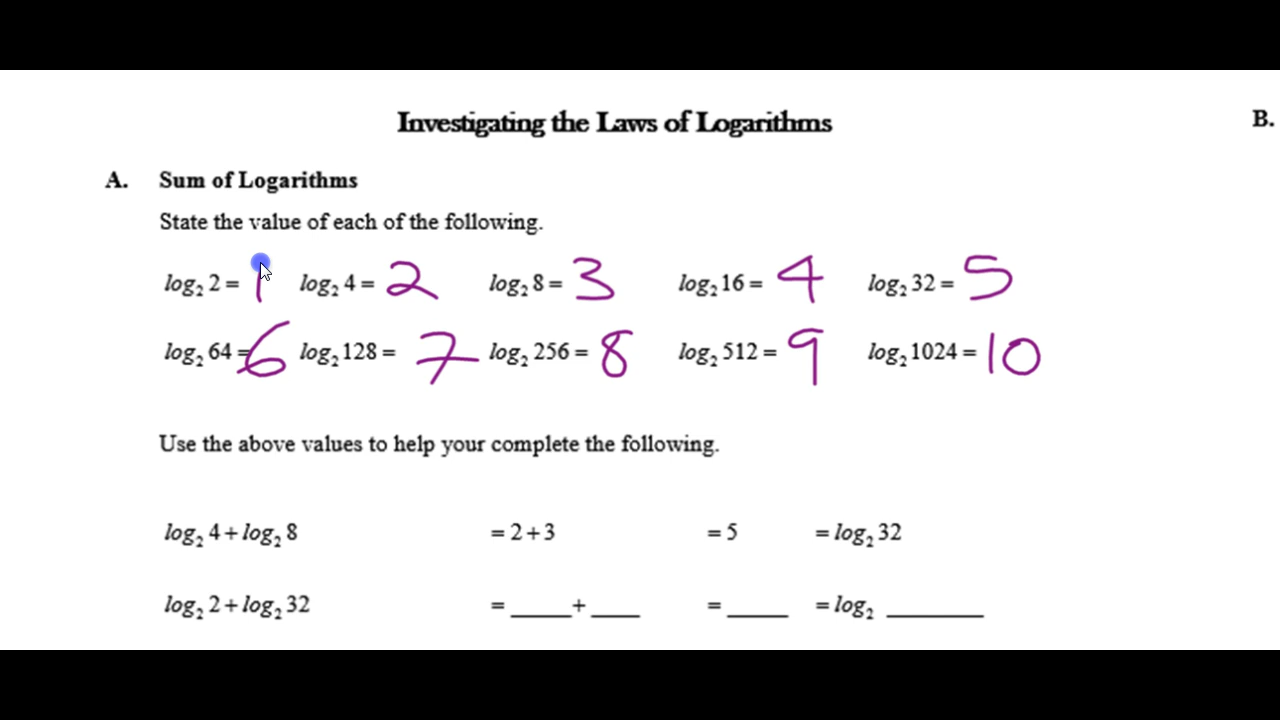 Investigating the Laws of Logarithms
B.
A. Sum of Logarithms
State the value of each of the following.
log₂ 2 = 1 log₂ 4 = 2 log₂ 8 = 3 log₂ 16 = 4 log₂ 32 = 5
log₂ 64 = 6 log₂ 128 = 7 log₂ 256 = 8 log₂ 512 = 9 log₂ 1024 = 10
Use the above values to help your complete the following.
log₂ 4 + log₂ 8 = 2 + 3 = 5 = log₂ 32
log₂ 2 + log₂ 32 = _____ + ____ = _____ = log₂ ________